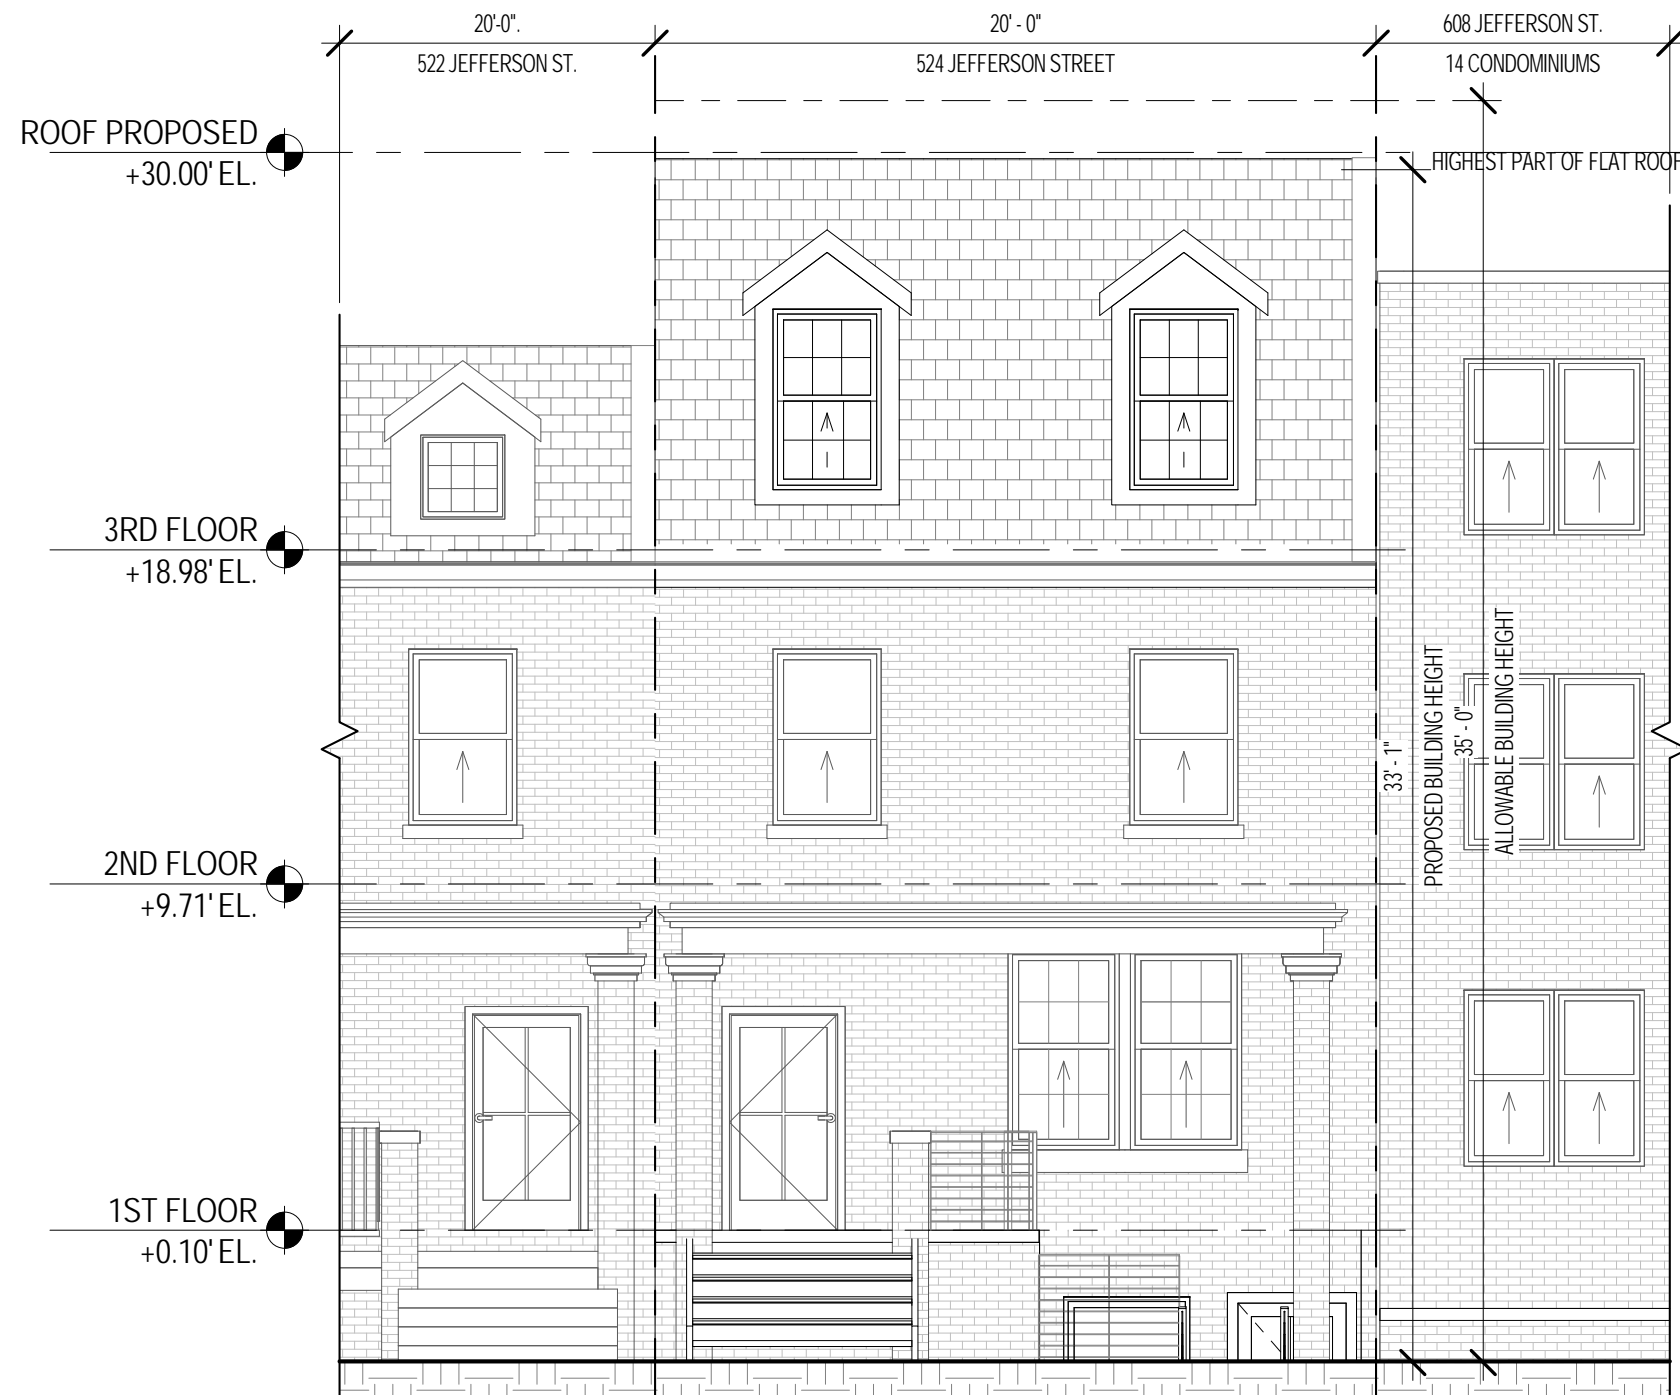 20'-0".
20' - 0"
608 JEFFERSON ST.
522 JEFFERSON ST.
524 JEFFERSON STREET
14 CONDOMINIUMS
ROOF PROPOSED
+30.00' EL.
HIGHEST PART OF FLAT ROOF
3RD FLOOR
+18.98' EL.
33' - 1"
PROPOSED BUILDING HEIGHT
35' - 0"
ALLOWABLE BUILDING HEIGHT
2ND FLOOR
+9.71' EL.
1ST FLOOR
+0.10' EL.